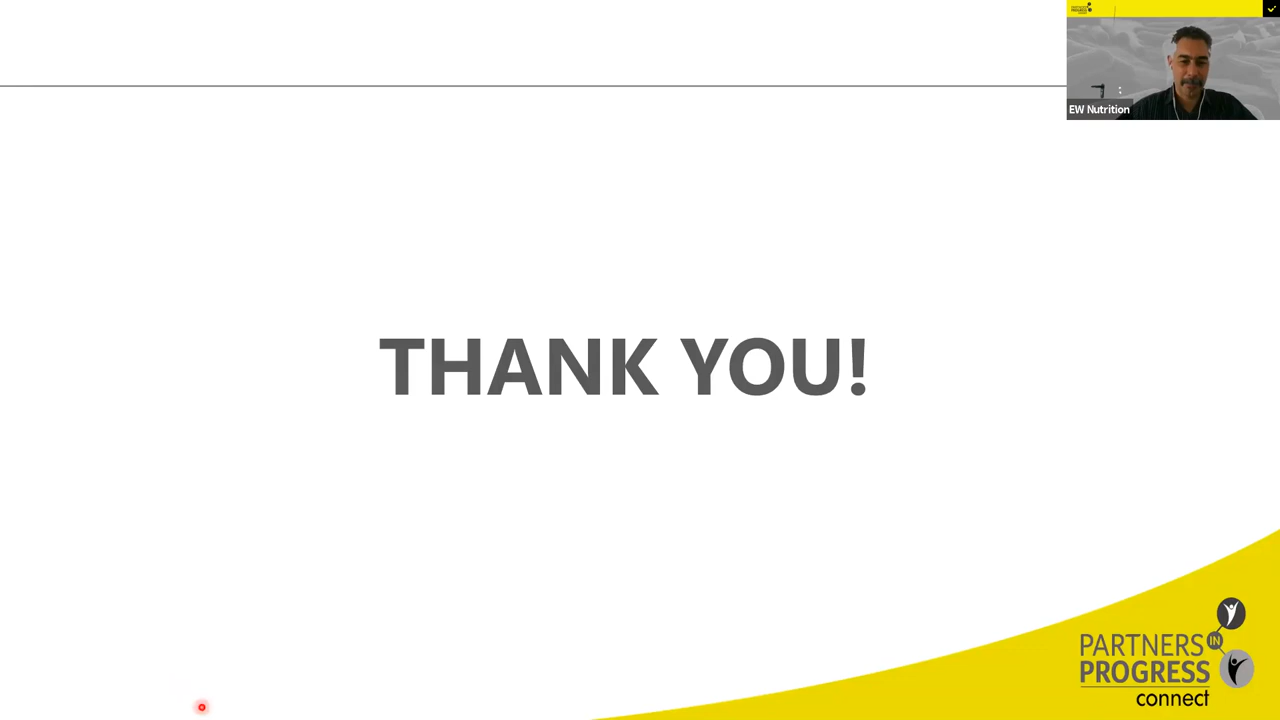 EW Nutrition
THANK YOU!
PARTNERS IN
PROGRESS
connect